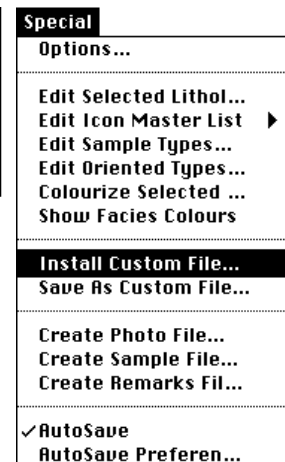 Special
Options...
Edit Selected Lithol...
Edit Icon Master List
Edit Sample Types...
Edit Oriented Types...
Colourize Selected ...
Show Facies Colours
Install Custom File...
Save As Custom File...
Create Photo File...
Create Sample File...
Create Remarks Fil...
✓AutoSave
AutoSave Preferen...